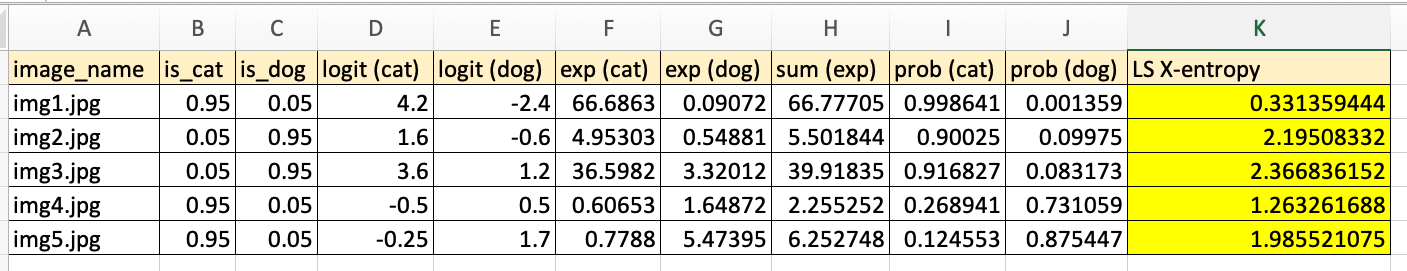 A B C D E F G H I J K
image_name is_cat is_dog logit (cat) logit (dog) exp (cat) exp (dog) sum (exp) prob (cat) prob (dog) LS X-entropy
img1.jpg 0.95 0.05 4.2 -2.4 66.6863 0.09072 66.77705 0.998641 0.001359 0.331359444
img2.jpg 0.05 0.95 1.6 -0.6 4.95303 0.54881 5.501844 0.90025 0.09975 2.19508332
img3.jpg 0.05 0.95 3.6 1.2 36.5982 3.32012 39.91835 0.916827 0.083173 2.366836152
img4.jpg 0.95 0.05 -0.5 0.5 0.60653 1.64872 2.255252 0.268941 0.731059 1.263261688
img5.jpg 0.95 0.05 -0.25 1.7 0.7788 5.47395 6.252748 0.124553 0.875447 1.985521075